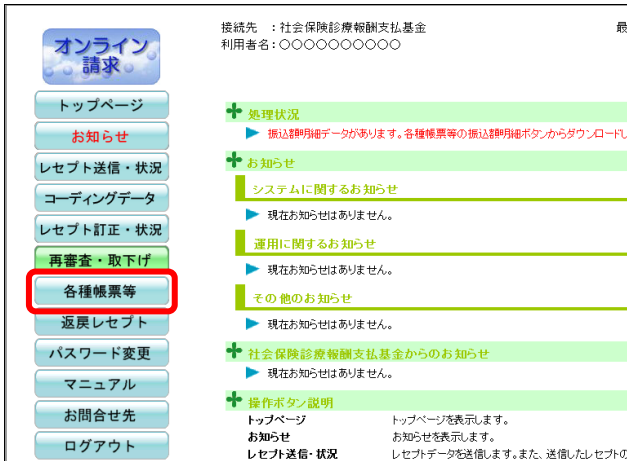 接続先　：社会保険診療報酬支払基金
最
利用者名：○○○○○○○○○○
オンライン
請求
トップページ
お知らせ
レセプト送信・状況
コーディングデータ
レセプト訂正・状況
再審査・取下げ
各種帳票等
返戻レセプト
パスワード変更
マニュアル
お問合せ先
ログアウト
処理状況
振込額明細データがあります。各種帳票等の振込額明細ボタンからダウンロードし
お知らせ
システムに関するお知らせ
現在お知らせはありません。
運用に関するお知らせ
現在お知らせはありません。
その他のお知らせ
現在お知らせはありません。
社会保険診療報酬支払基金からのお知らせ
現在お知らせはありません。
操作ボタン説明
トップページ　トップページを表示します。
お知らせ　お知らせを表示します。
レセプト送信・状況　レセプトデータを送信します。また、送信したレセプトの